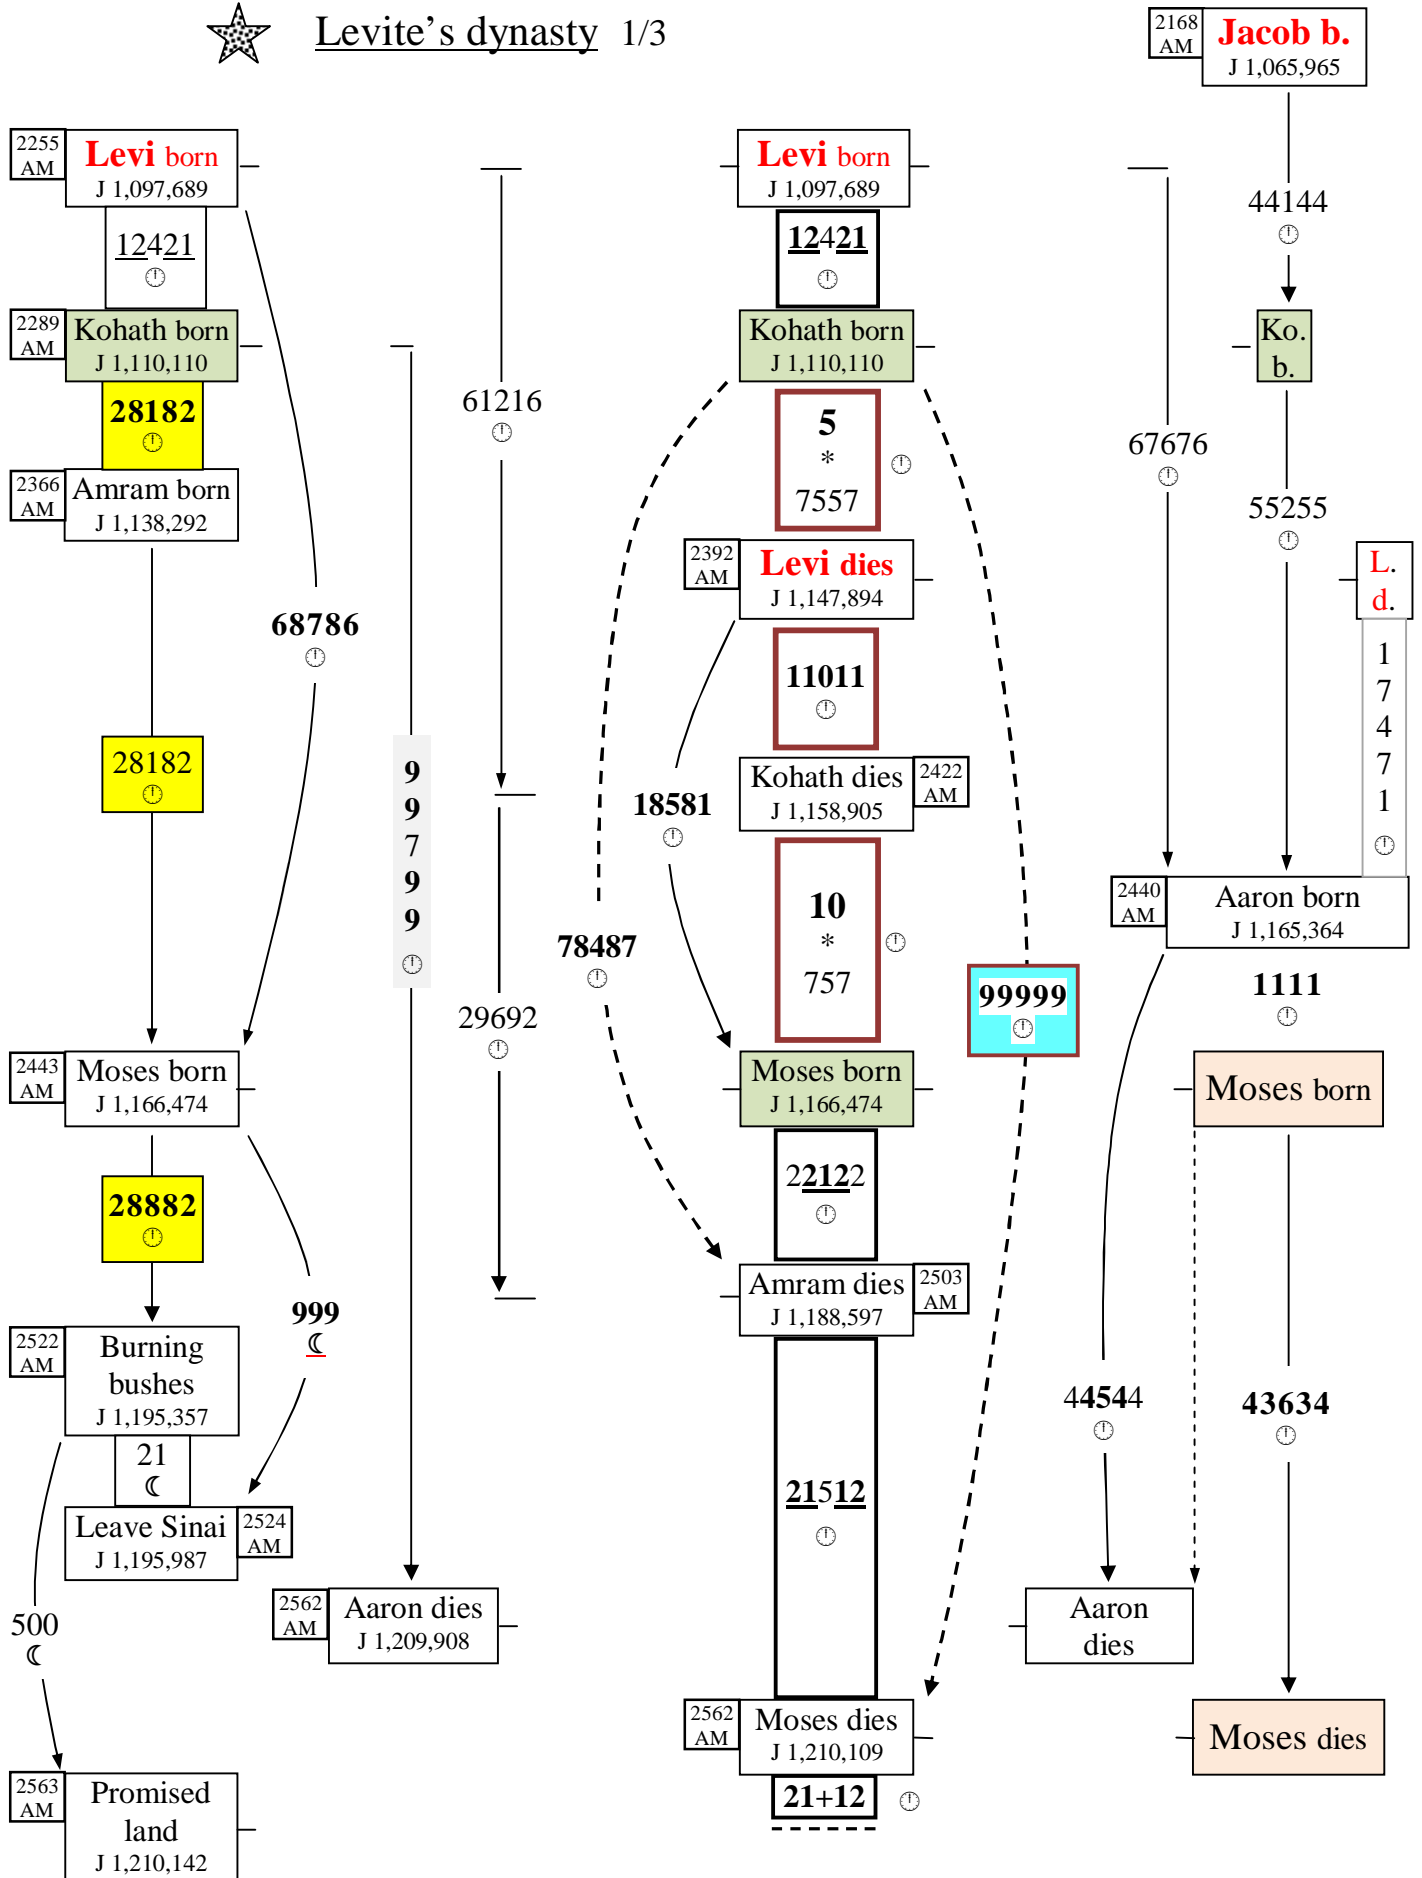 Levite’s dynasty 1/3
2168
AM
Jacob b.
J 1,065,965
44144
Ko.
b.
55255
2255
AM
Levi born
J 1,097,689
12421
2289
AM
Kohath born
J 1,110,110
28182
2366
AM
Amram born
J 1,138,292
68786
28182
2443
AM
Moses born
J 1,166,474
28882
999
2522
AM
Burning
bushes
J 1,195,357
21
Leave Sinai
J 1,195,987
2524
AM
500
2563
AM
Promised
land
J 1,210,142
9
9
7
9
9
2562
AM
Aaron dies
J 1,209,908
61216
29692
Levi born
J 1,097,689
12421
Kohath born
J 1,110,110
5
*
7557
2392
AM
Levi dies
J 1,147,894
11011
18581
Kohath dies
J 1,158,905
2422
AM
10
*
757
78487
99999
Moses born
J 1,166,474
22122
Amram dies
J 1,188,597
2503
AM
21512
2562
AM
Moses dies
J 1,210,109
21+12
67676
L.
d.
1
7
4
7
1
2440
AM
Aaron born
J 1,165,364
1111
Moses born
44544
43634
Aaron
dies
Moses dies